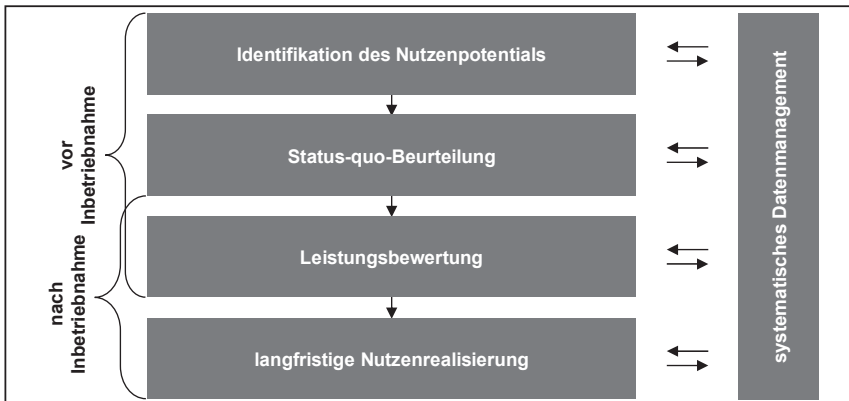 Identifikation des Nutzenpotentials
Status-quo-Beurteilung
Leistungsbewertung
langfristige Nutzenrealisierung
vor
Inbetriebnahme
nach
Inbetriebnahme
systematisches Datenmanagement